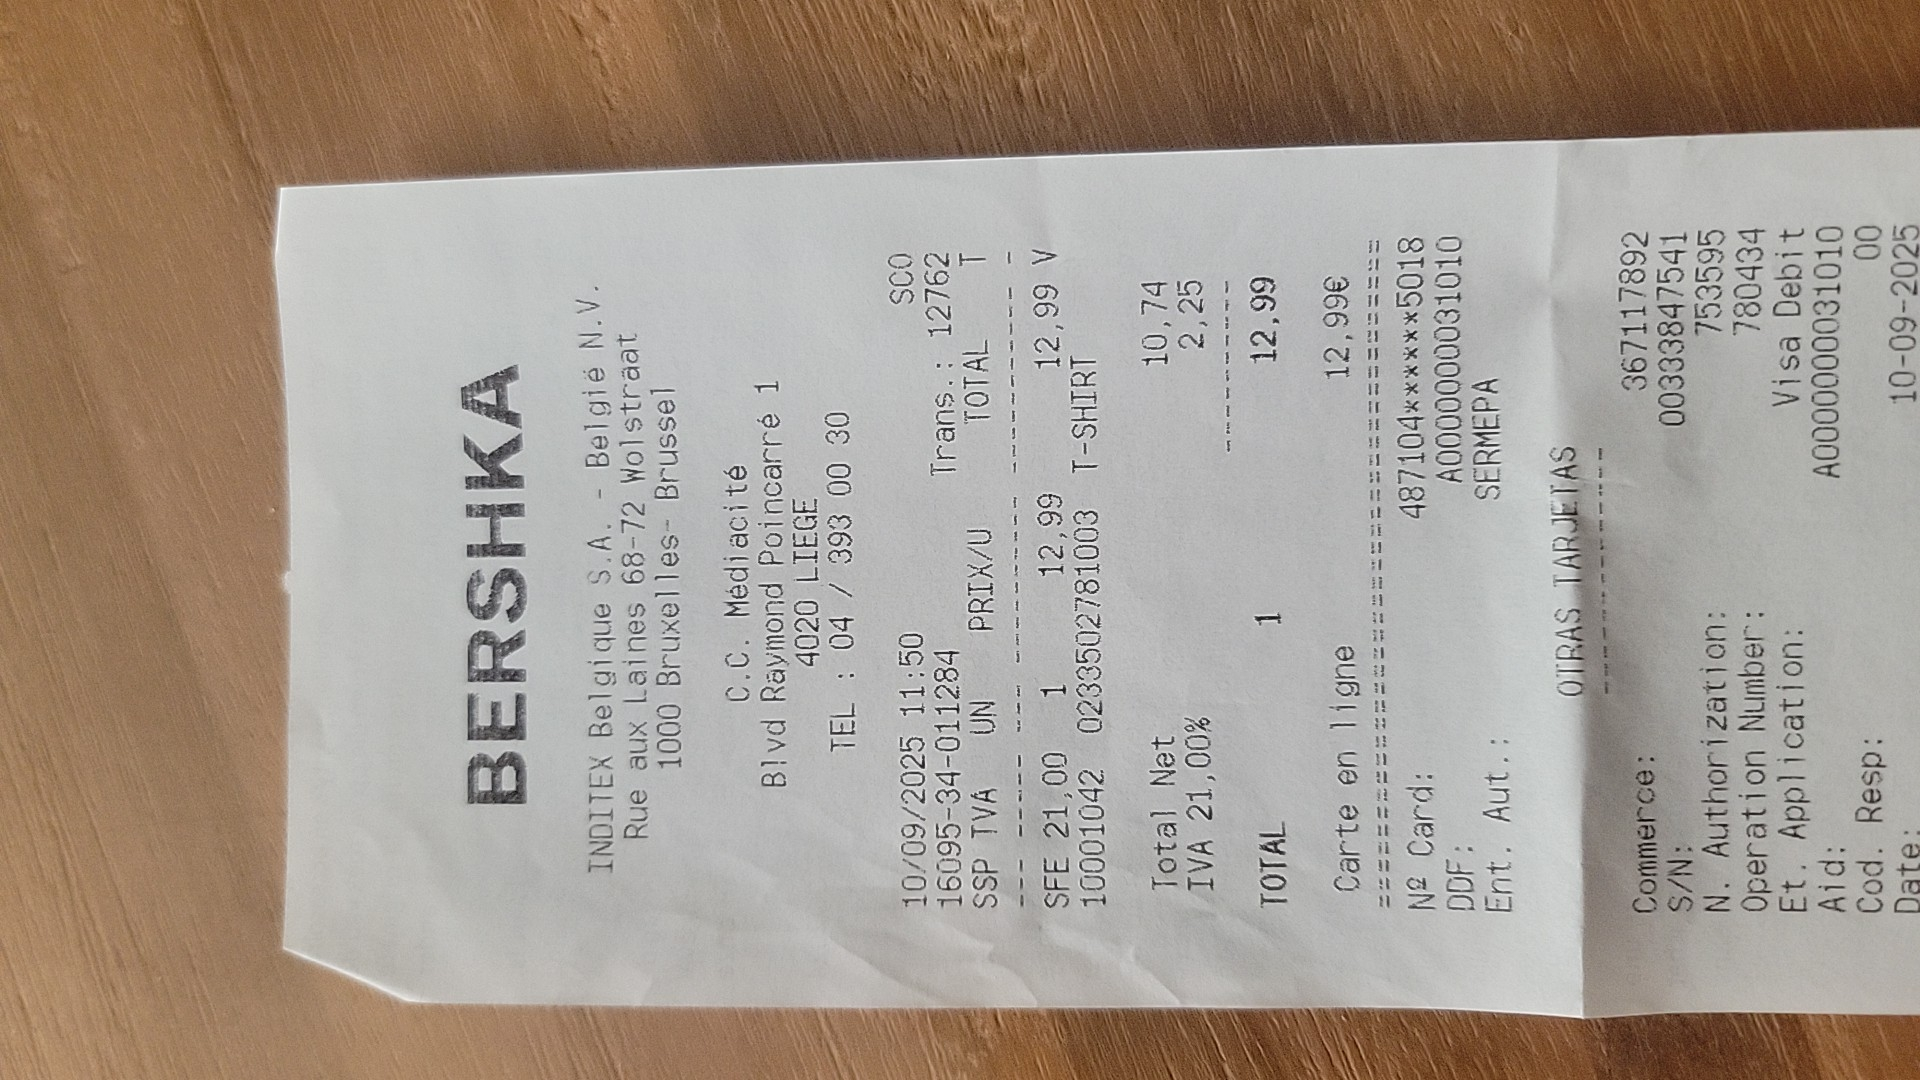 BERSHKA
INDITEX Belgique S.A. - België N.V.
Rue aux Laines 68-72 Wolstraat
1000 Bruxelles- Brussel
C.C. Médiacité
Blvd Raymond Poincarré 1
4020 LIEGE
TEL : 04 / 393 00 30
10/09/2025 11:50 SCO
16095-34-011284 Trans.: 12762
SSP TVA UN PRIX/U TOTAL T
--- ----- --- --------- --------- -
SFE 21,00 1 12,99 12,99 V
10001042 0233502781003 T-SHIRT
Total Net 10,74
IVA 21,00% 2,25
----------
TOTAL 1 12,99
Carte en ligne 12,99€
========================================
Nº Card: 487104******5018
DDF: A0000000031010
Ent. Aut.: SERMEPA
OTRAS TARJETAS
--------------
Commerce: 367117892
S/N: 0033847541
N. Authorization: 753595
Operation Number: 780434
Et. Application: Visa Debit
Aid: A0000000031010
Cod. Resp: 00
Date: 10-09-2025